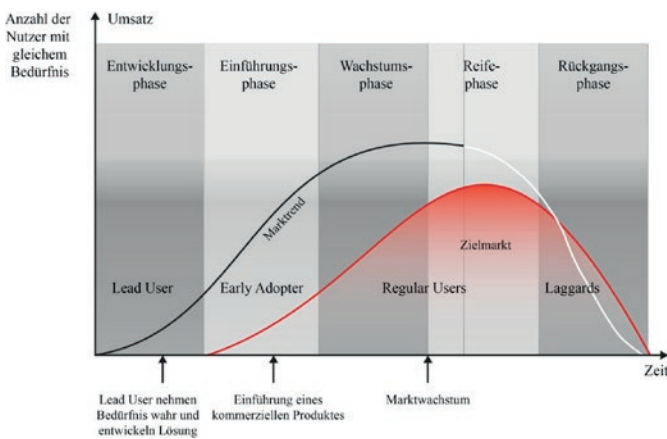 Anzahl der
Nutzer mit
gleichem
Bedürfnis
Umsatz
Entwicklungs-
phase
Einführungs-
phase
Wachstums-
phase
Reife-
phase
Rückgangs-
phase
Marktrend
Zielmarkt
Lead User
Early Adopter
Regular Users
Laggards
Zeit
Lead User nehmen
Bedürfnis wahr und
entwickeln Lösung
Einführung eines
kommerziellen Produktes
Marktwachstum